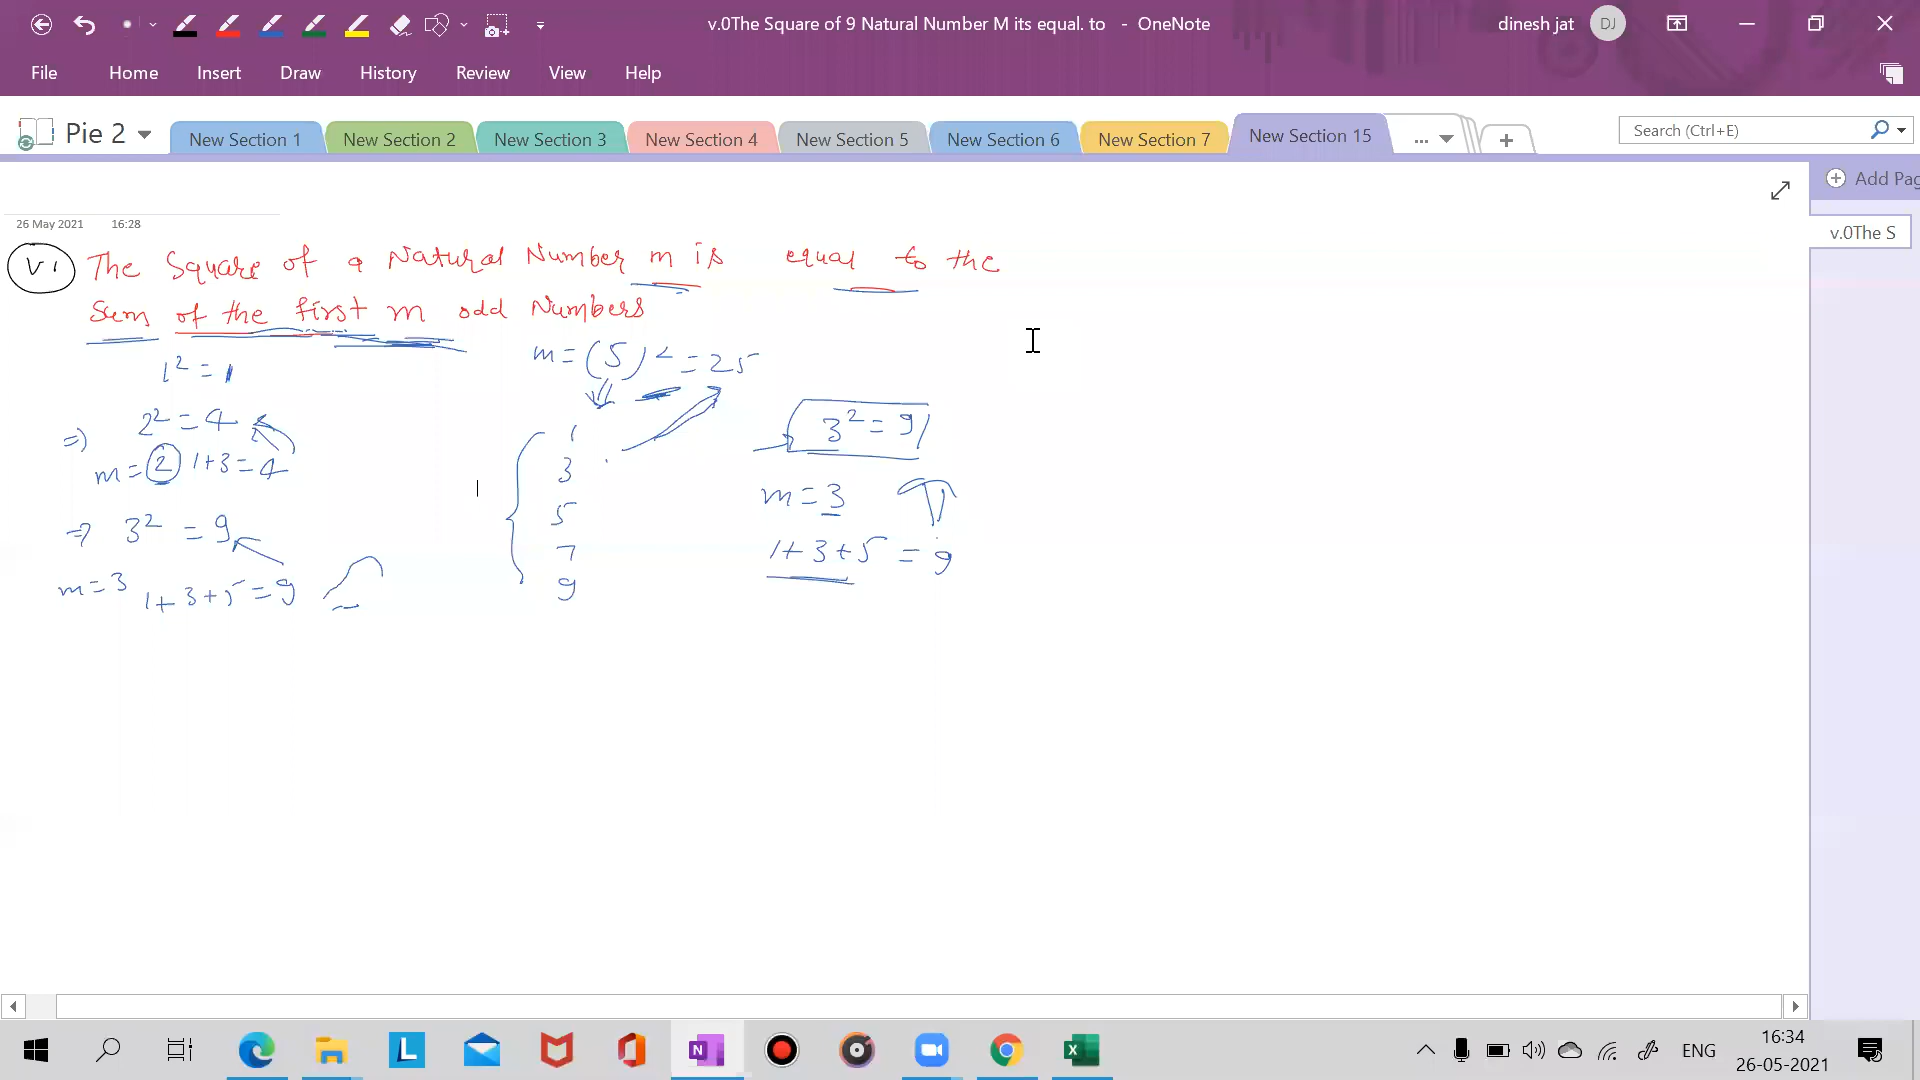 v.0The Square of 9 Natural Number M its equal. to - OneNote
dinesh jat
DJ
File Home Insert Draw History Review View Help
Pie 2
New Section 1 New Section 2 New Section 3 New Section 4 New Section 5 New Section 6 New Section 7 New Section 15 ...
Search (Ctrl+E)
Add Pag
v.0The S
26 May 2021 16:28
VI The Square of a Natural Number m is equal to the
Sum of the first m odd Numbers
1² = 1
2² = 4
⇒
m = 2 1+3 = 4
⇒ 3² = 9
m = 3 1+3+5 = 9
m = (5)² = 25
1
3
5
7
9
3² = 9
m = 3
1+3+5 = 9
ENG
16:34
26-05-2021